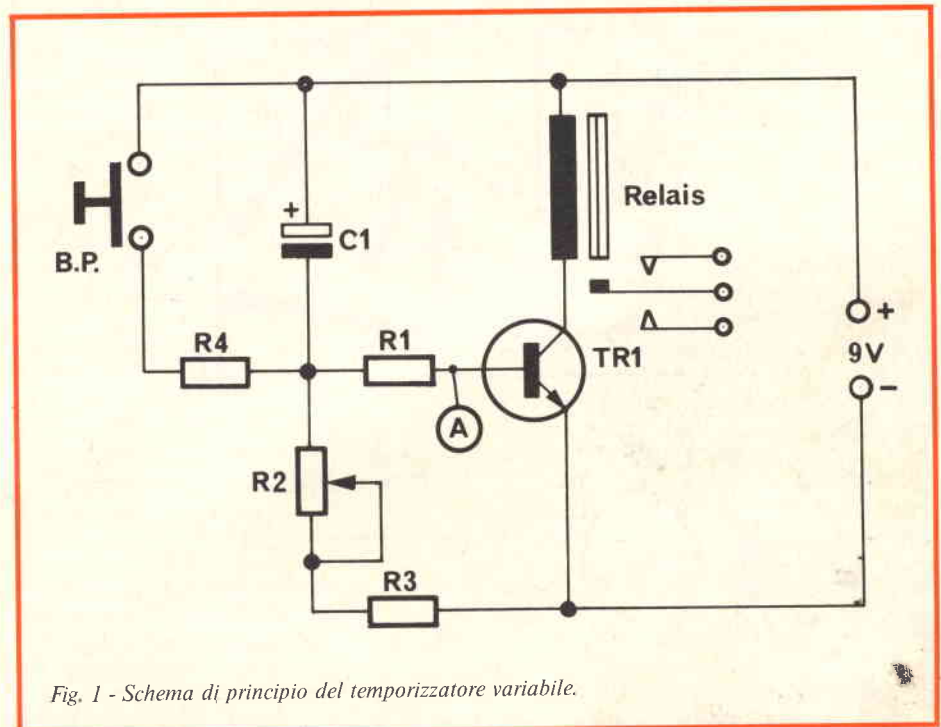 +
C1
B.P.
Relais
R4
R1
TR1
A
+
9V
-
R2
R3
Fig. 1 - Schema di principio del temporizzatore variabile.